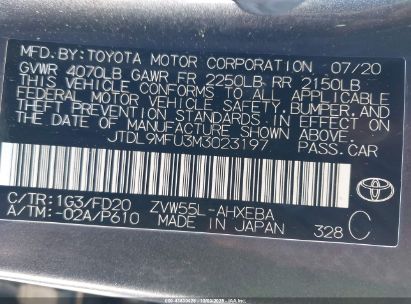 MFD. BY: TOYOTA MOTOR CORPORATION 07/20
GVWR 4070LB GAWR FR 2250LB RR 2150LB
THIS VEHICLE CONFORMS TO ALL APPLICABLE
FEDERAL MOTOR VEHICLE SAFETY, BUMPER, AND
THEFT PREVENTION STANDARDS IN EFFECT ON
THE DATE OF MANUFACTURE SHOWN ABOVE.
JTDL9MFU3M3023197 PASS. CAR
C/TR: 1G3/FD20 ZVW55L-AHXEBA
A/TM: -02A/P610 MADE IN JAPAN 328 C
TOYOTA